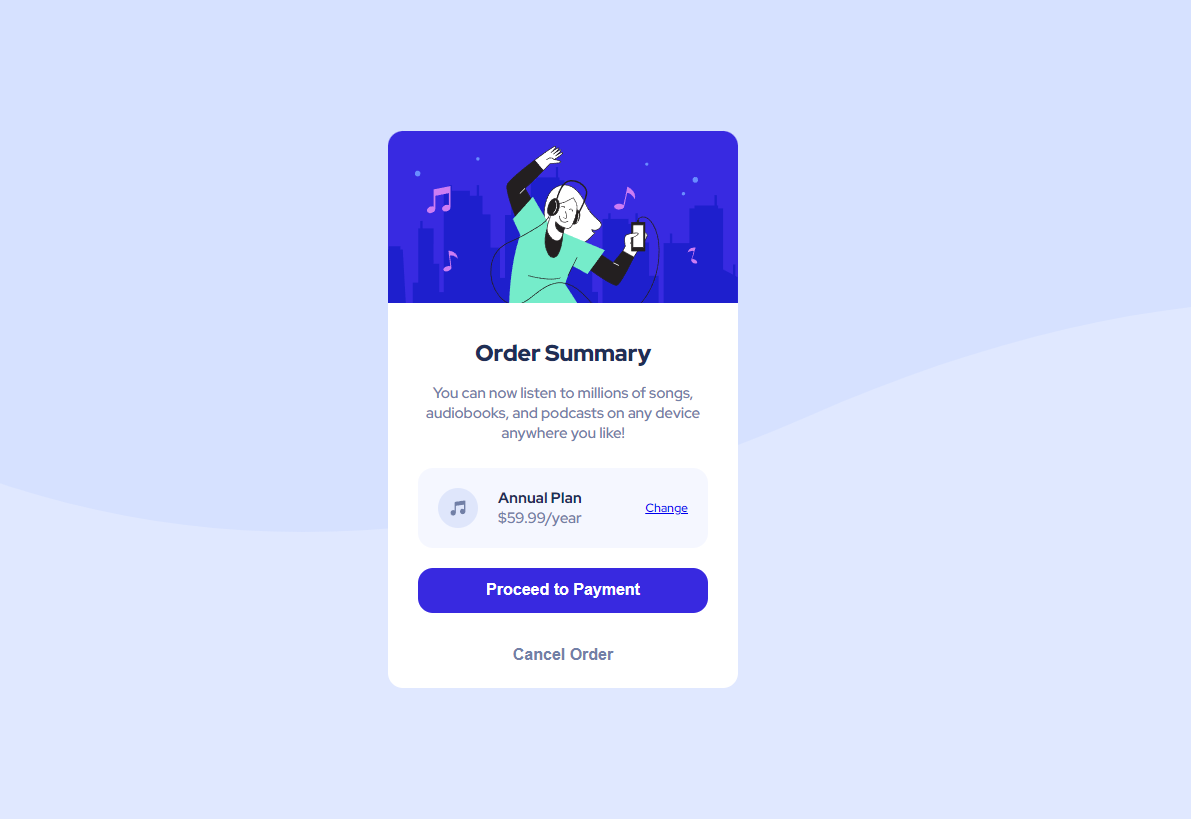 Order Summary
You can now listen to millions of songs,
audiobooks, and podcasts on any device
anywhere you like!
Annual Plan
$59.99/year
Change
Proceed to Payment
Cancel Order